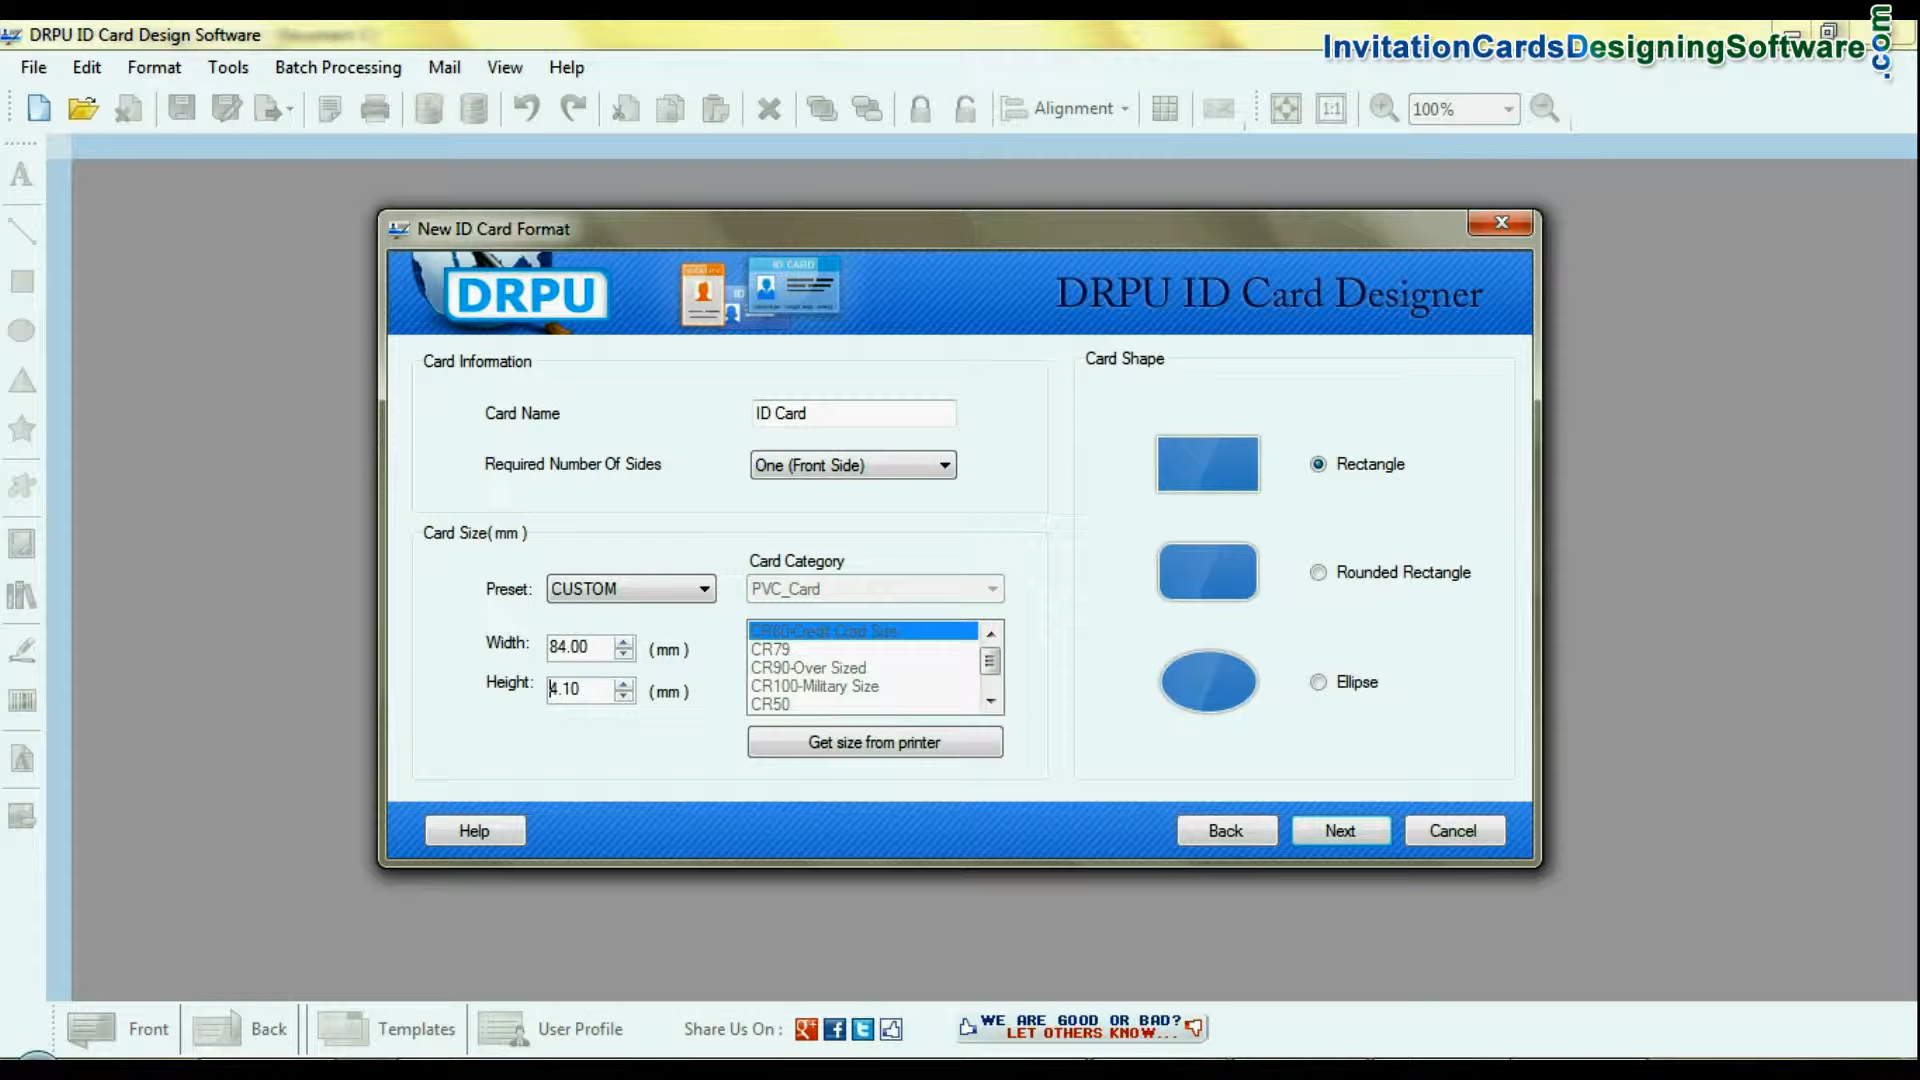 DRPU ID Card Design Software
InvitationCardsDesigningSoftware.com
File Edit Format Tools Batch Processing Mail View Help
Alignment
1:1
100%
New ID Card Format
DRPU
ID CARD
DRPU ID Card Designer
Card Information
Card Name
ID Card
Required Number Of Sides
One (Front Side)
Card Size( mm )
Preset:
CUSTOM
Card Category
PVC_Card
Width:
84.00
( mm )
Height:
4.10
( mm )
CR80-Credit Card Size
CR79
CR90-Over Sized
CR100-Military Size
CR50
Get size from printer
Card Shape
Rectangle
Rounded Rectangle
Ellipse
Help
Back
Next
Cancel
Front
Back
Templates
User Profile
Share Us On :
WE ARE GOOD OR BAD?
LET OTHERS KNOW...